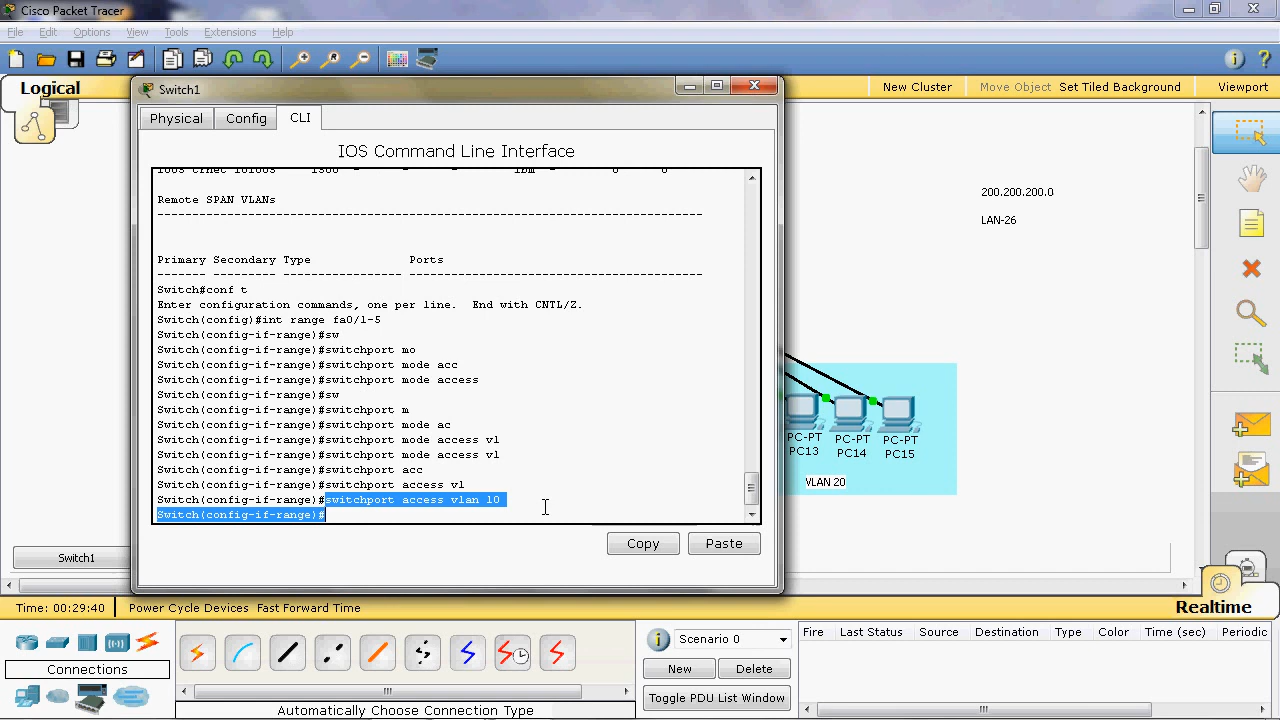 Cisco Packet Tracer
File Edit Options View Tools Extensions Help
Logical
New Cluster Move Object Set Tiled Background Viewport
Switch1
Physical Config CLI
IOS Command Line Interface
Remote SPAN VLANs
------------------------------------------------------------------------------
Primary Secondary Type Ports
------- --------- ----------------- ------------------------------------------
Switch#conf t
Enter configuration commands, one per line. End with CNTL/Z.
Switch(config)#int range fa0/1-5
Switch(config-if-range)#sw
Switch(config-if-range)#switchport mo
Switch(config-if-range)#switchport mode acc
Switch(config-if-range)#switchport mode access
Switch(config-if-range)#sw
Switch(config-if-range)#switchport m
Switch(config-if-range)#switchport mode ac
Switch(config-if-range)#switchport mode access vl
Switch(config-if-range)#switchport mode access vl
Switch(config-if-range)#switchport acc
Switch(config-if-range)#switchport access vl
Switch(config-if-range)#switchport access vlan 10
Switch(config-if-range)#
Copy Paste
200.200.200.0
LAN-26
PC-PT PC-PT PC-PT
PC13 PC14 PC15
VLAN 20
Switch1
Time: 00:29:40 Power Cycle Devices Fast Forward Time
Realtime
Connections
Automatically Choose Connection Type
Scenario 0
New Delete
Toggle PDU List Window
Fire Last Status Source Destination Type Color Time (sec) Periodic